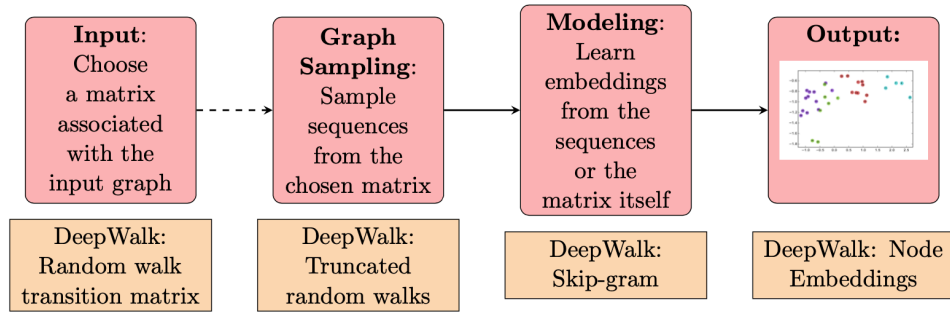 Input:
Choose
a matrix
associated
with the
input graph
Graph
Sampling:
Sample
sequences
from the
chosen matrix
Modeling:
Learn
embeddings
from the
sequences
or the
matrix itself
Output:
DeepWalk:
Random walk
transition matrix
DeepWalk:
Truncated
random walks
DeepWalk:
Skip-gram
DeepWalk: Node
Embeddings